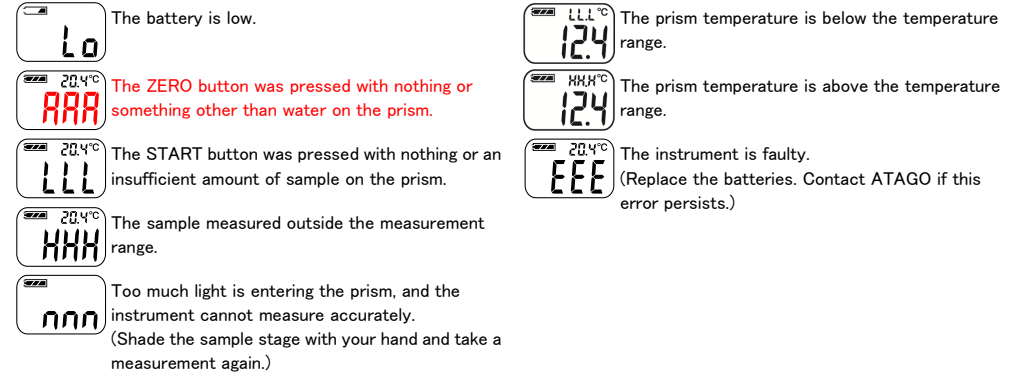 The battery is low.
Lo
20.4℃
The ZERO button was pressed with nothing or
something other than water on the prism.
AAA
20.4℃
The START button was pressed with nothing or an
insufficient amount of sample on the prism.
LLL
20.4℃
The sample measured outside the measurement
range.
HHH
Too much light is entering the prism, and the
instrument cannot measure accurately.
nnn
(Shade the sample stage with your hand and take a
measurement again.)
LL.L℃
The prism temperature is below the temperature
range.
12.4
HH.H℃
The prism temperature is above the temperature
range.
12.4
20.4℃
The instrument is faulty.
EEE
(Replace the batteries. Contact ATAGO if this
error persists.)